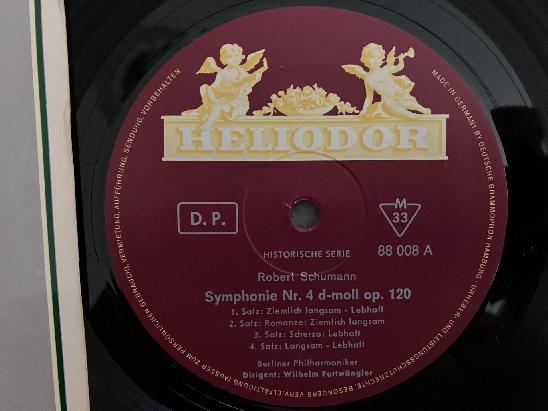 HELIODOR
D. P.
M
33
88 008 A
HISTORISCHE SERIE
Robert Schumann
Symphonie Nr. 4 d-moll op. 120
1. Satz: Ziemlich langsam - Lebhaft
2. Satz: Romanze: Ziemlich langsam
3. Satz: Scherzo: Lebhaft
4. Satz: Langsam - Lebhaft
Berliner Philharmoniker
Dirigent: Wilhelm Furtwängler
MADE IN GERMANY BY DEUTSCHE GRAMMOPHON HAMBURG · URHEBER- UND LEISTUNGSSCHUTZRECHTE, BESONDERS VERVIELFÄLTIGUNG (AUSSER ZUM PERSÖNLICHEN GEBRAUCH), VERMIETUNG, AUFFÜHRUNG, SENDUNG, VORBEHALTEN